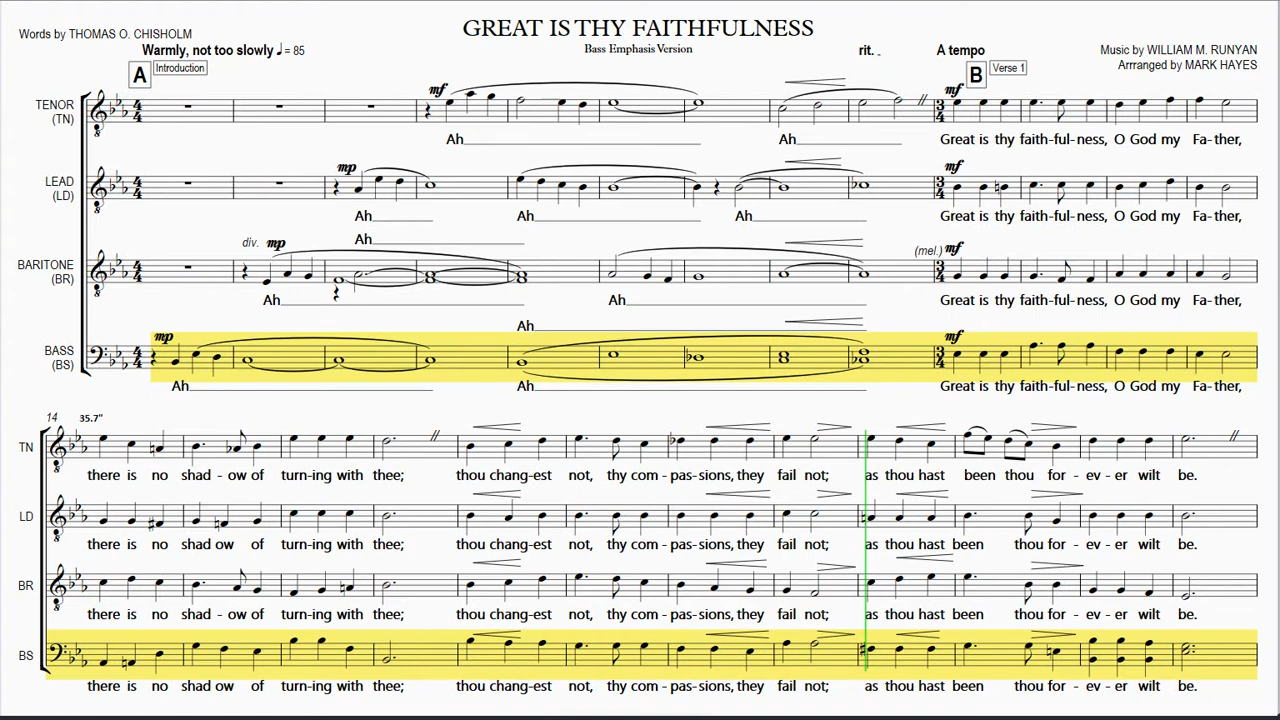 GREAT IS THY FAITHFULNESS
Words by THOMAS O. CHISHOLM
Bass Emphasis Version
Warmly, not too slowly ♩ = 85
rit. _
A tempo
Music by WILLIAM M. RUNYAN
Arrranged by MARK HAYES
A Introduction
B Verse 1
mf mf
TENOR
(TN)
4/4 3/4
Ah Ah Great is thy faith-ful-ness, O God my Fa-ther,
mp mf
LEAD
(LD)
Ah Ah Ah Great is thy faith-ful-ness, O God my Fa-ther,
Ah
div. mp (mel.) mf
BARITONE
(BR)
Ah Ah Great is thy faith-ful-ness, O God my Fa-ther,
Ah
mp mf
BASS
(BS)
4/4 3/4
Ah Ah Great is thy faith-ful-ness, O God my Fa-ther,
14 35.7"
TN
there is no shad - ow of turn-ing with thee; thou chang-est not, thy com - pas-sions, they fail not; as thou hast been thou for - ev - er wilt be.
LD
there is no shad ow of turn-ing with thee; thou chang-est not, thy com - pas-sions, they fail not; as thou hast been thou for - ev - er wilt be.
BR
there is no shad - ow of turn-ing with thee; thou chang-est not, thy com - pas-sions, they fail not; as thou hast been thou for - ev - er wilt be.
BS
there is no shad ow of turn-ing with thee; thou chang-est not, thy com - pas-sions, they fail not; as thou hast been thou for - ev - er wilt be.